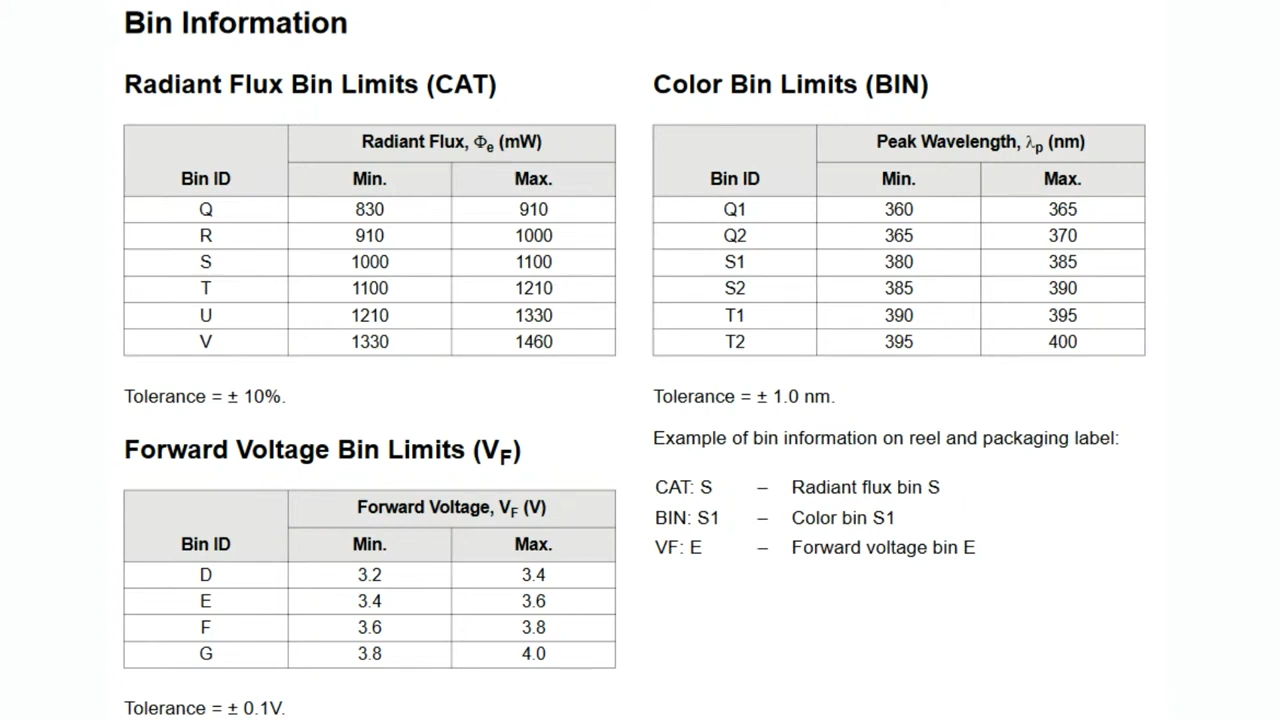 Bin Information
Radiant Flux Bin Limits (CAT)
Radiant Flux, Φe (mW)
Bin ID Min. Max.
Q 830 910
R 910 1000
S 1000 1100
T 1100 1210
U 1210 1330
V 1330 1460
Tolerance = ± 10%.
Forward Voltage Bin Limits (VF)
Forward Voltage, VF (V)
Bin ID Min. Max.
D 3.2 3.4
E 3.4 3.6
F 3.6 3.8
G 3.8 4.0
Tolerance = ± 0.1V.
Color Bin Limits (BIN)
Peak Wavelength, λp (nm)
Bin ID Min. Max.
Q1 360 365
Q2 365 370
S1 380 385
S2 385 390
T1 390 395
T2 395 400
Tolerance = ± 1.0 nm.
Example of bin information on reel and packaging label:
CAT: S – Radiant flux bin S
BIN: S1 – Color bin S1
VF: E – Forward voltage bin E